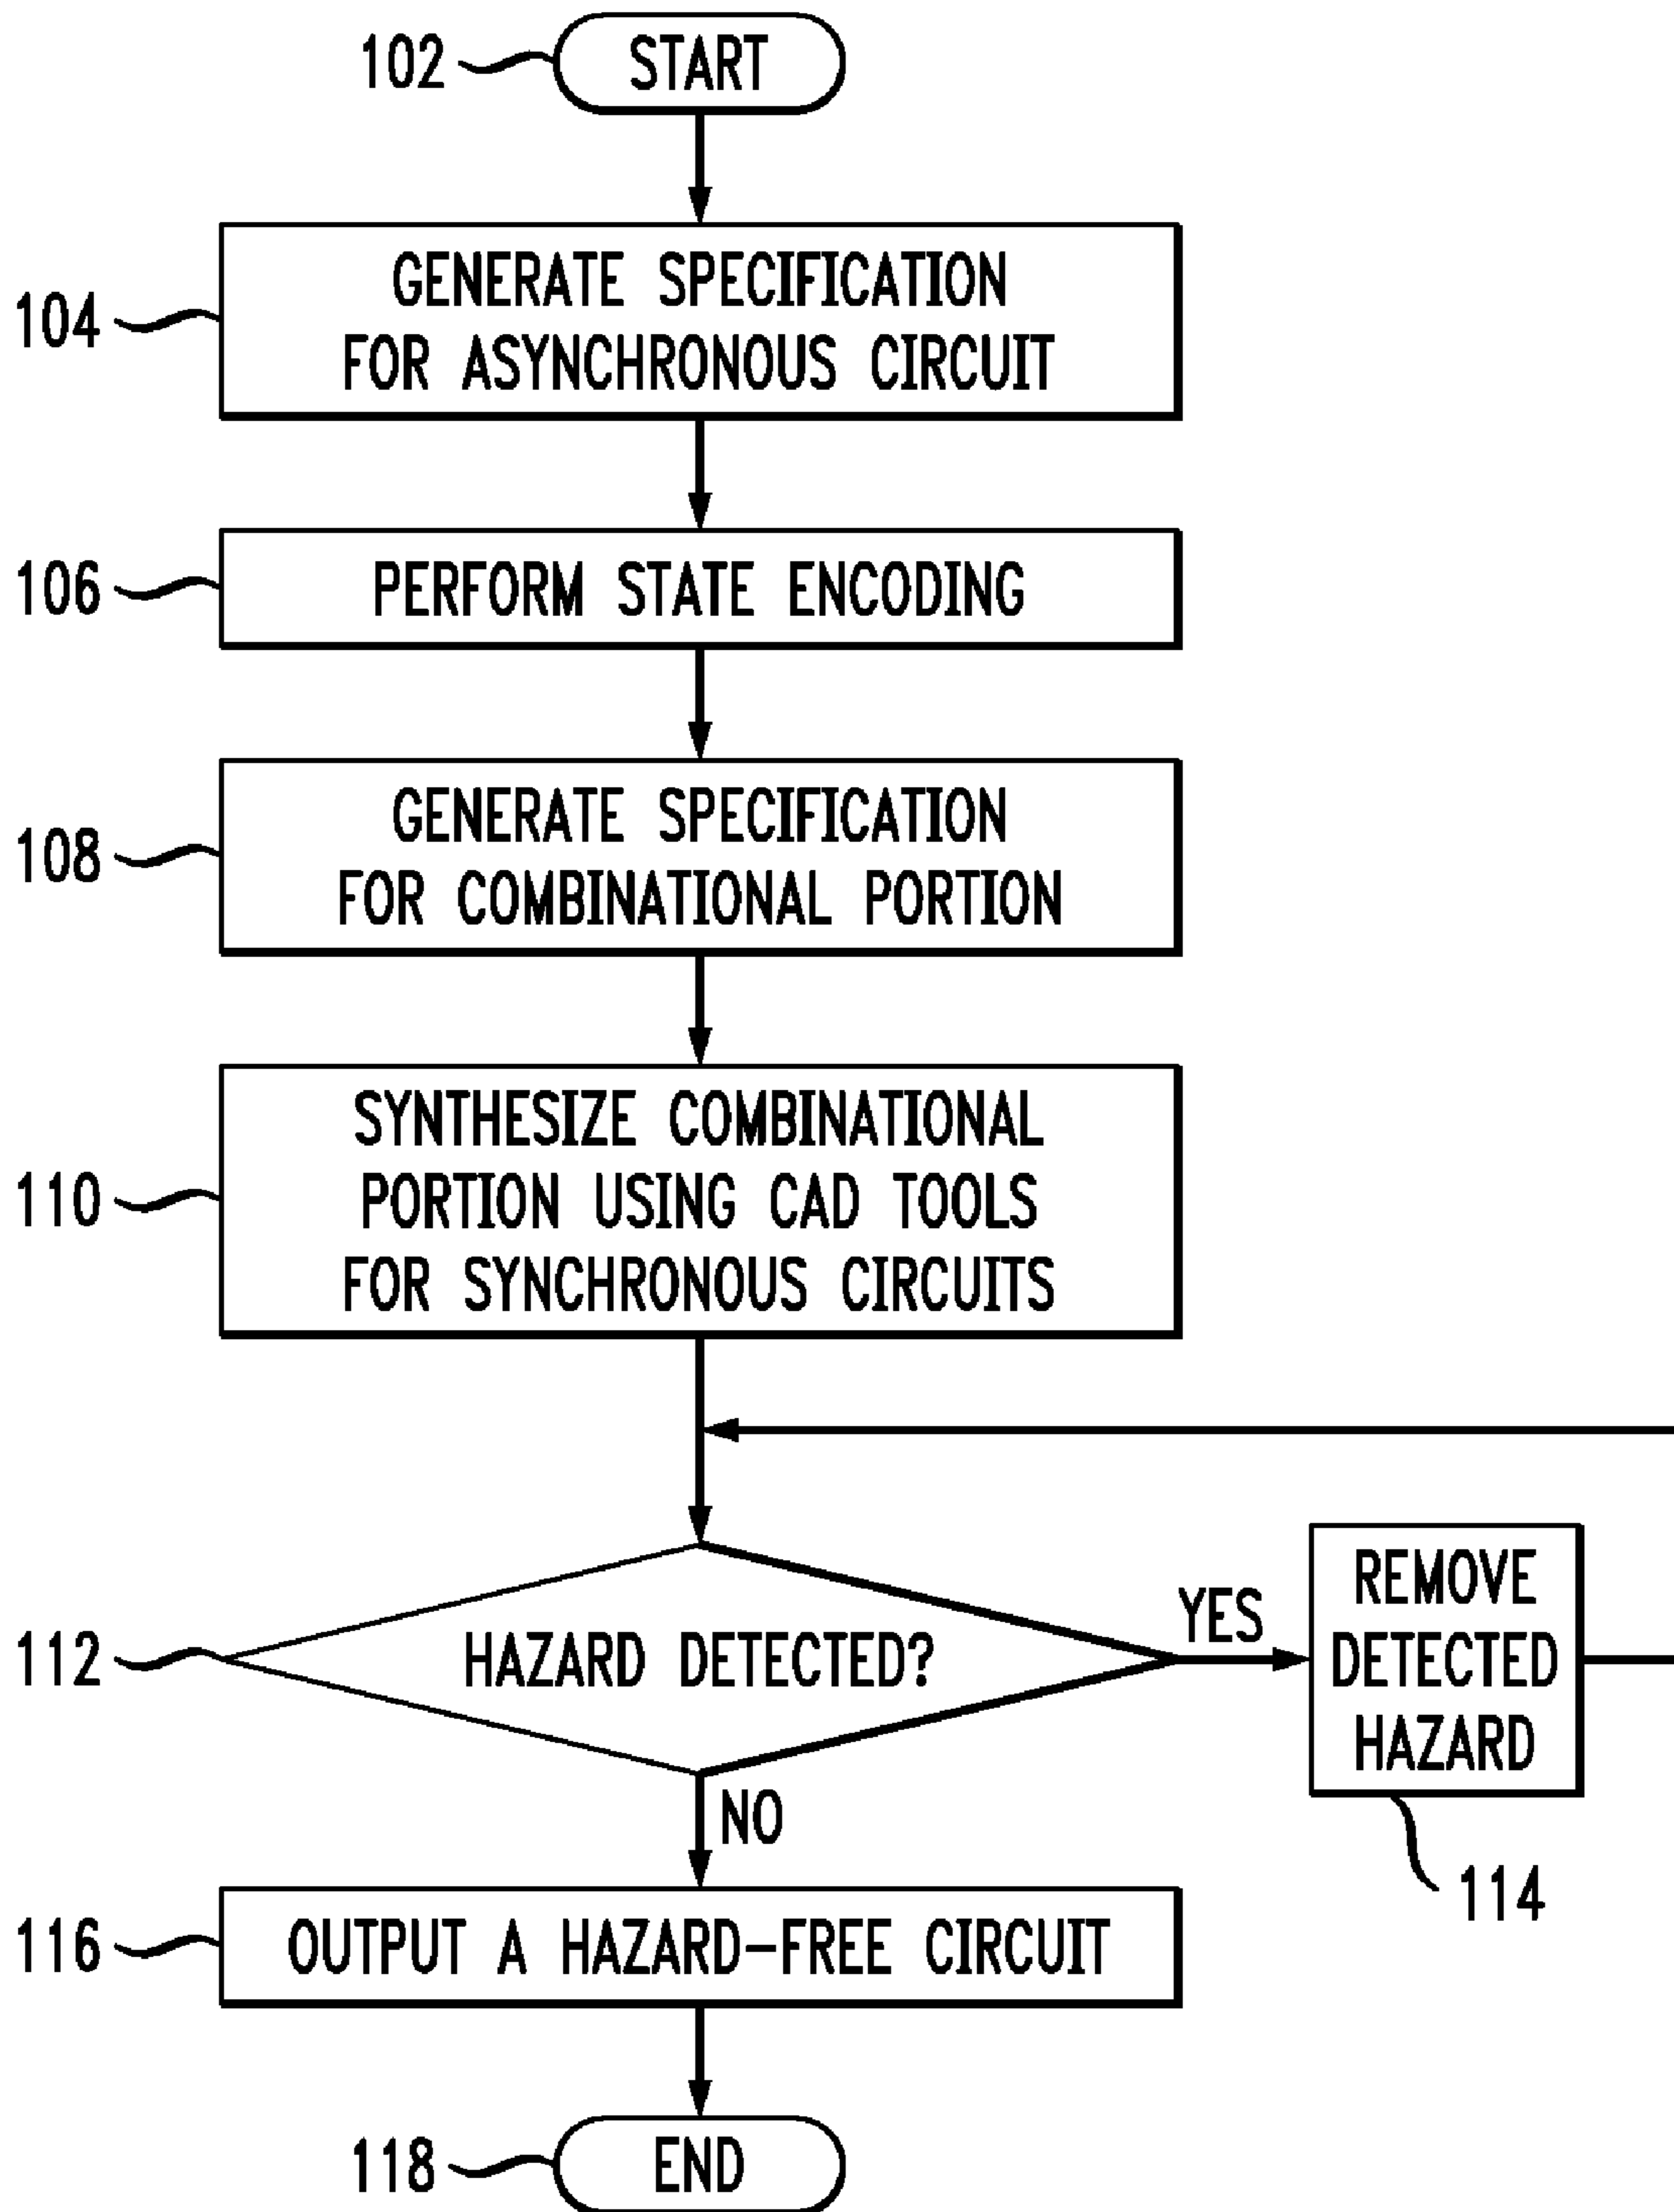 102
START
104
GENERATE SPECIFICATION
FOR ASYNCHRONOUS CIRCUIT
106
PERFORM STATE ENCODING
108
GENERATE SPECIFICATION
FOR COMBINATIONAL PORTION
110
SYNTHESIZE COMBINATIONAL
PORTION USING CAD TOOLS
FOR SYNCHRONOUS CIRCUITS
112
HAZARD DETECTED?
YES
REMOVE
DETECTED
HAZARD
114
NO
116
OUTPUT A HAZARD-FREE CIRCUIT
118
END